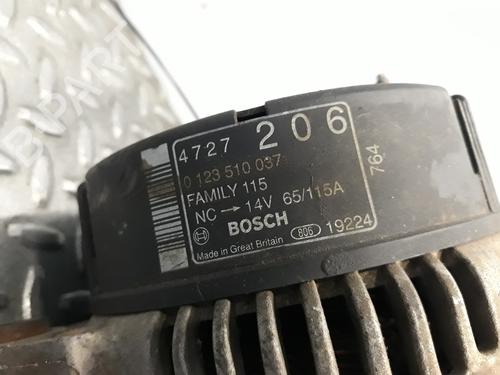 4727 206
0 123 510 037
FAMILY 115
NC → 14V 65/115A
BOSCH
Made in Great Britain 806 19224
764